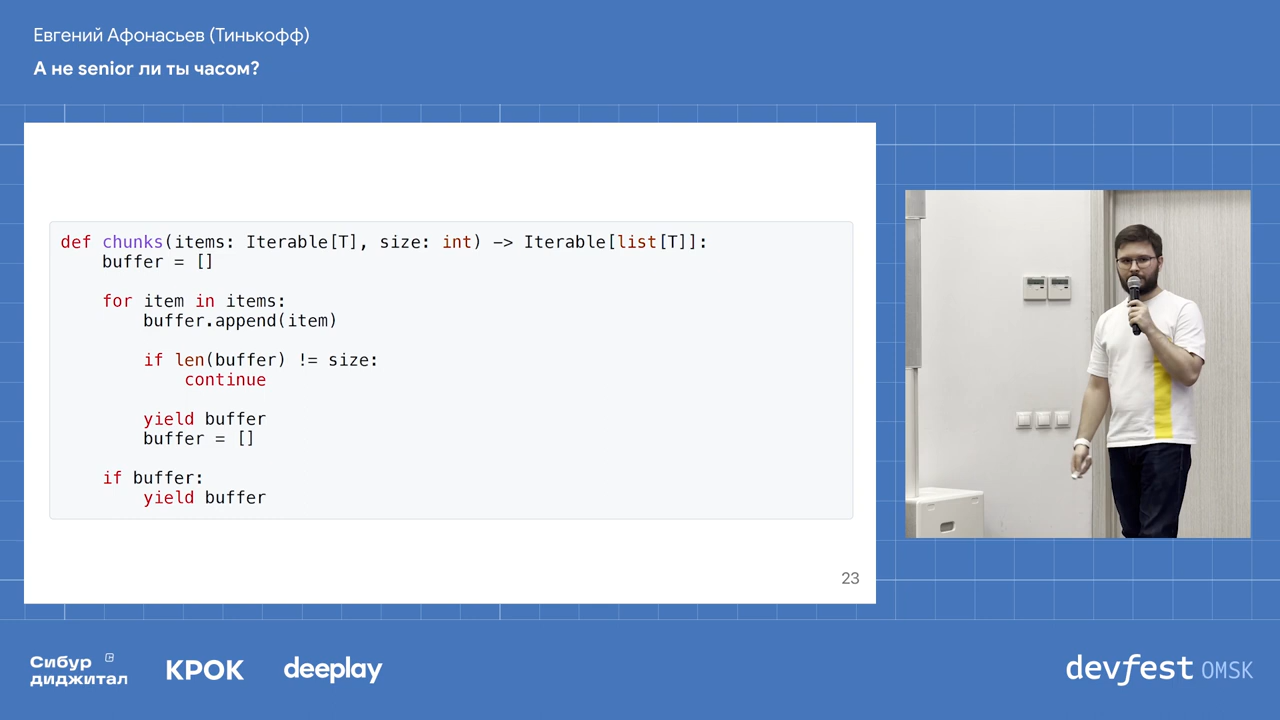 Евгений Афонасьев (Тинькофф)
А не senior ли ты часом?
def chunks(items: Iterable[T], size: int) -> Iterable[list[T]]:
    buffer = []
    for item in items:
        buffer.append(item)
        if len(buffer) != size:
            continue
        yield buffer
        buffer = []
    if buffer:
        yield buffer
23
Сибур
диджитал
КРОК
deeplay
devfest OMSK